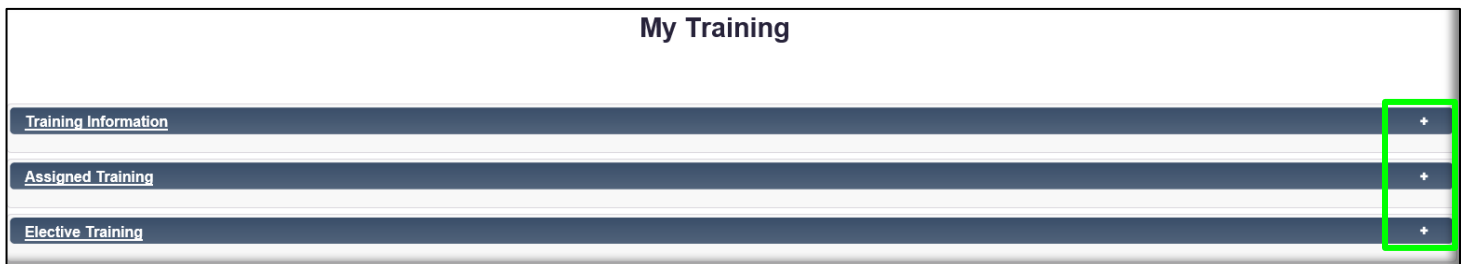 My Training
Training Information +
Assigned Training +
Elective Training +